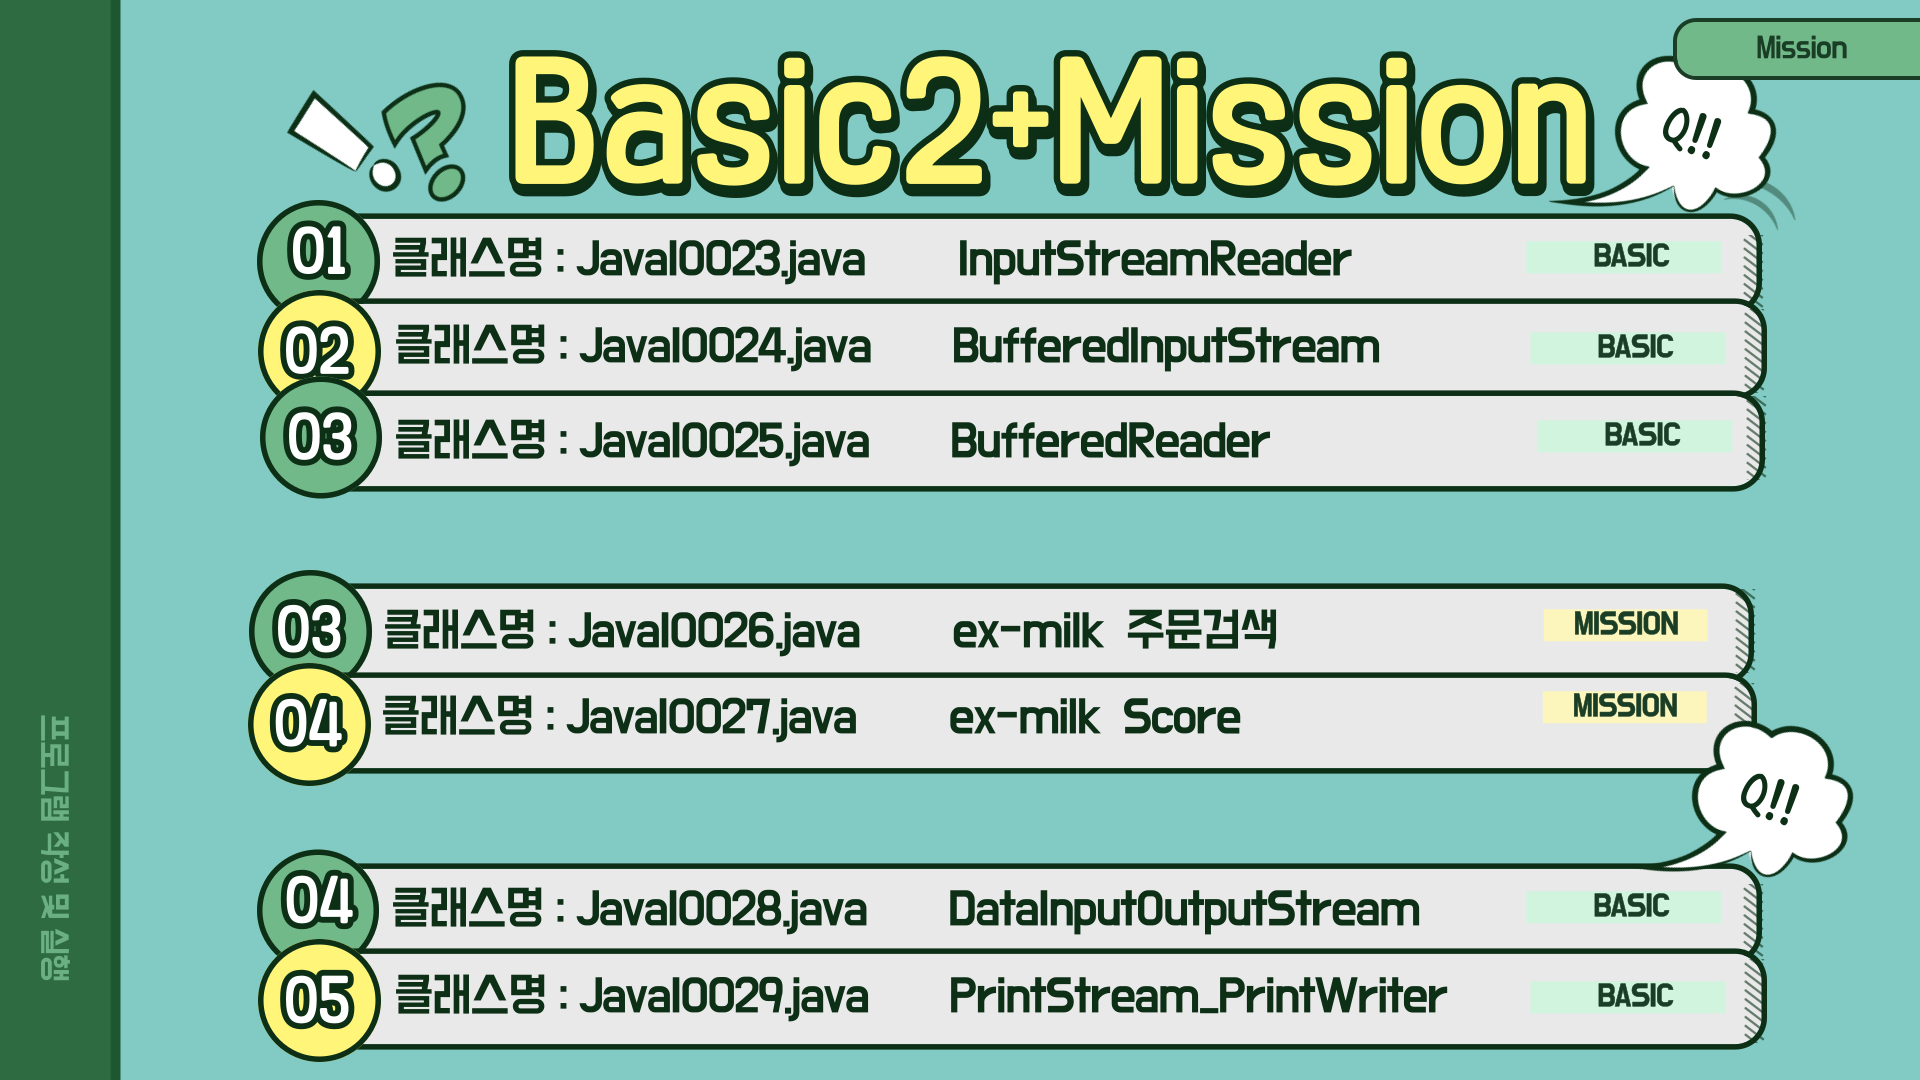 Mission
!?
Basic2+Mission
Q!!
01 클래스명 : Java10023.java InputStreamReader BASIC
02 클래스명 : Java10024.java BufferedInputStream BASIC
03 클래스명 : Java10025.java BufferedReader BASIC
03 클래스명 : Java10026.java ex-milk 주문검색 MISSION
04 클래스명 : Java10027.java ex-milk Score MISSION
Q!!
04 클래스명 : Java10028.java DataInputOutputStream BASIC
05 클래스명 : Java10029.java PrintStream_PrintWriter BASIC
프로그램 작성 및 실행